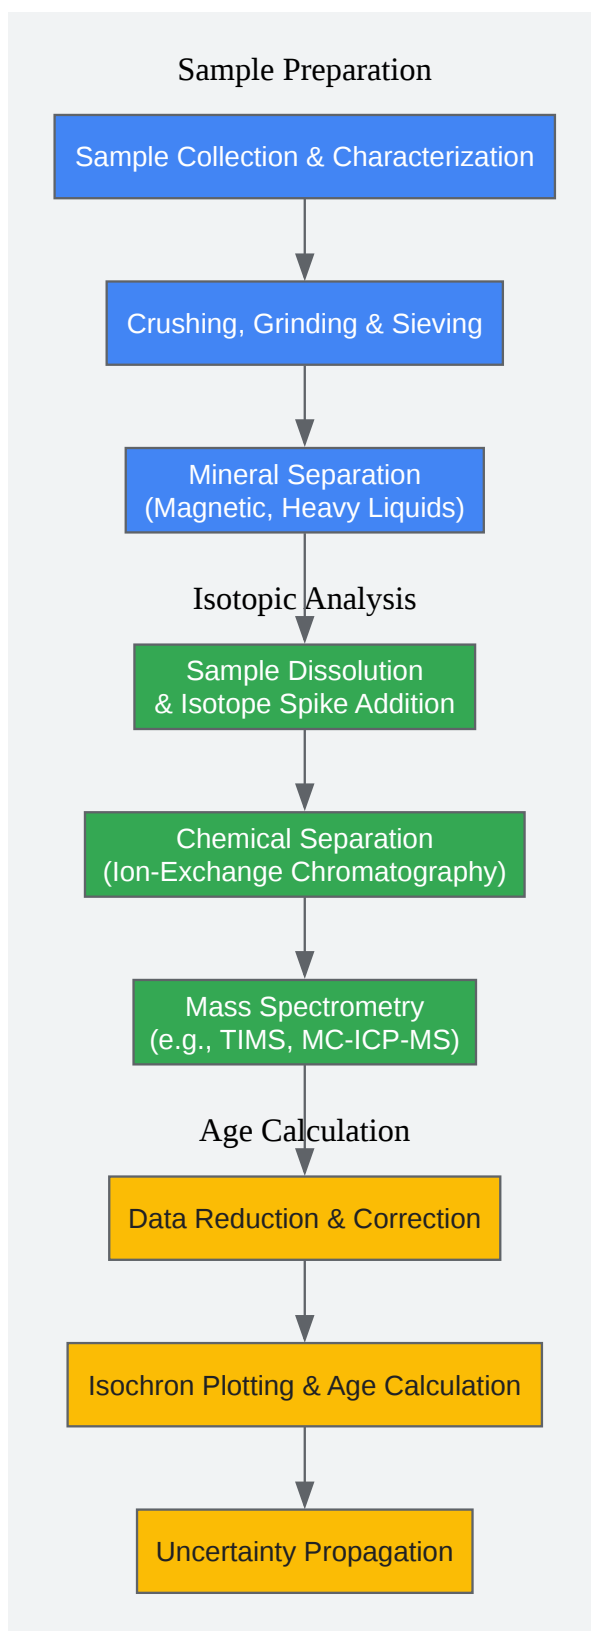 Sample Preparation
Sample Collection & Characterization
Crushing, Grinding & Sieving
Mineral Separation
(Magnetic, Heavy Liquids)
Isotopic Analysis
Sample Dissolution
& Isotope Spike Addition
Chemical Separation
(Ion-Exchange Chromatography)
Mass Spectrometry
(e.g., TIMS, MC-ICP-MS)
Age Calculation
Data Reduction & Correction
Isochron Plotting & Age Calculation
Uncertainty Propagation